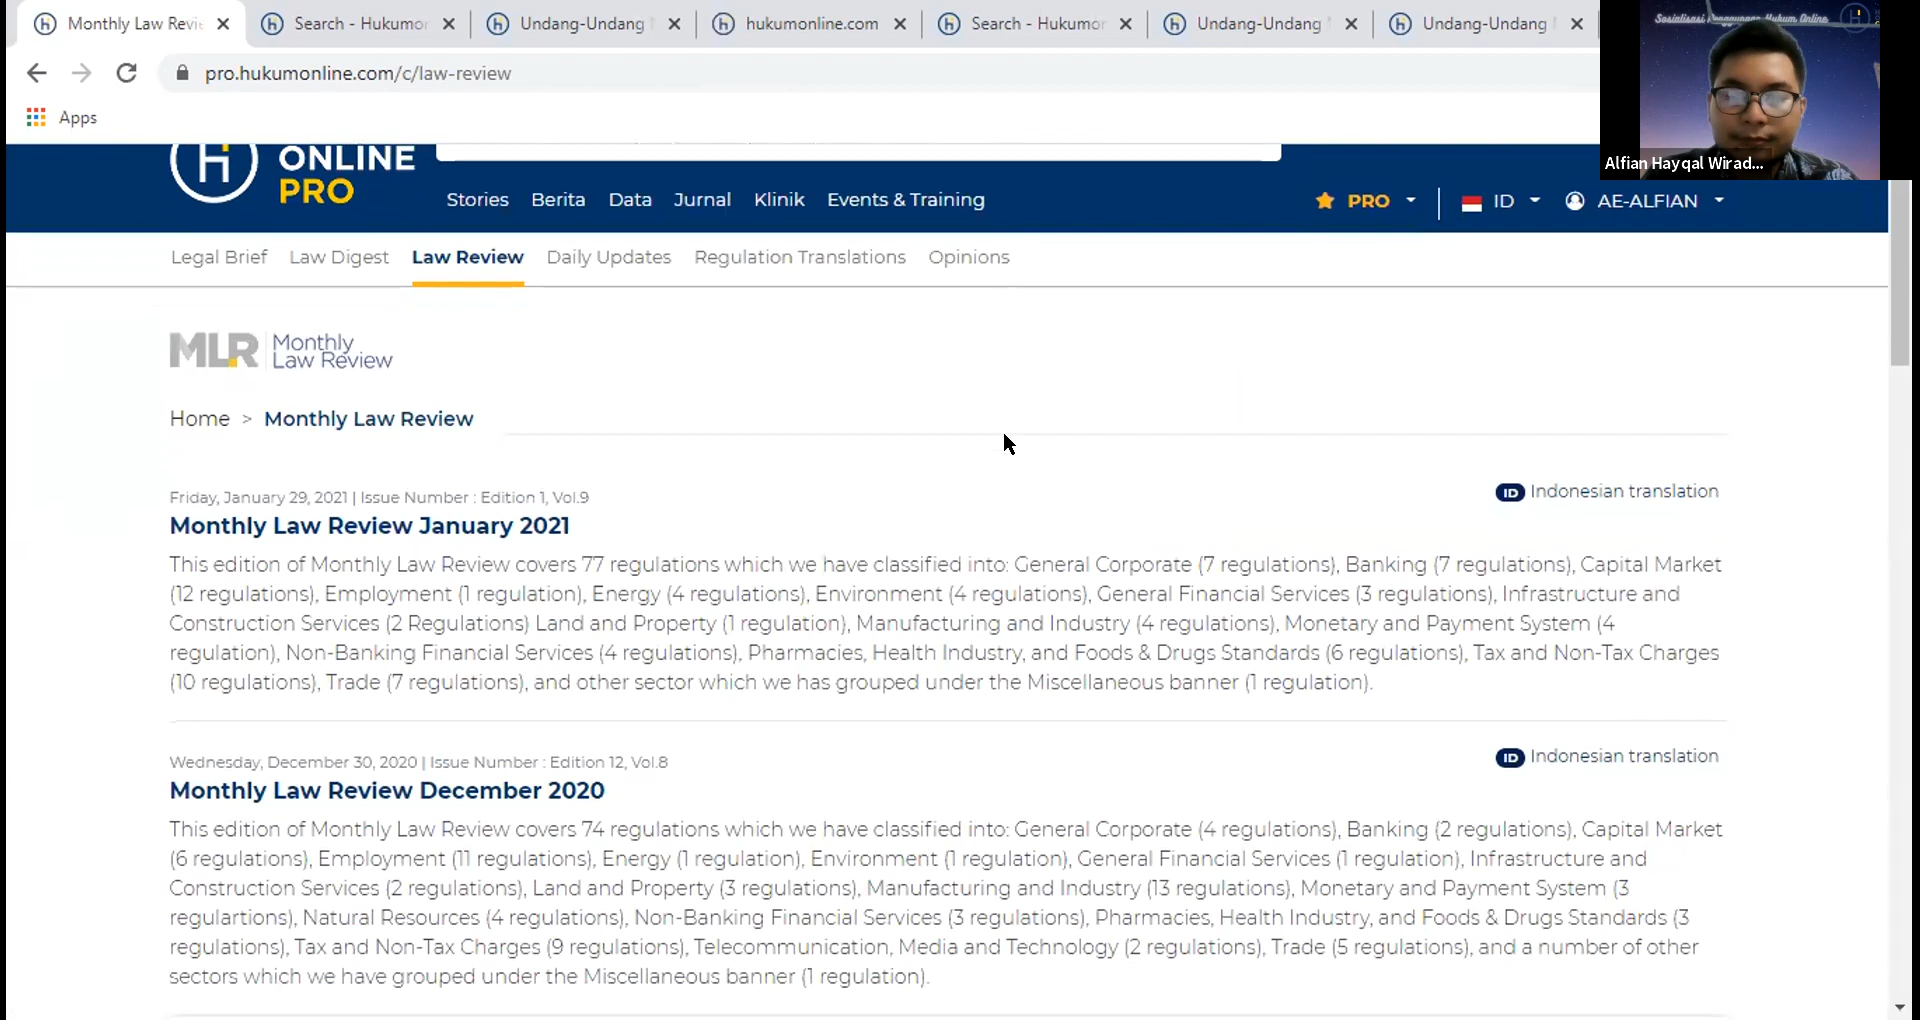 Monthly Law Revi
Search - Hukumon
Undang-Undang
hukumonline.com
Search - Hukumon
Undang-Undang
Undang-Undang
Sosialisasi Penggunaan Hukum Online
pro.hukumonline.com/c/law-review
Apps
Alfian Hayqal Wirad...
ONLINE
PRO
Stories Berita Data Jurnal Klinik Events & Training
PRO ID AE-ALFIAN
Legal Brief Law Digest Law Review Daily Updates Regulation Translations Opinions
MLR Monthly
Law Review
Home > Monthly Law Review
Friday, January 29, 2021 | Issue Number : Edition 1, Vol.9
ID Indonesian translation
Monthly Law Review January 2021
This edition of Monthly Law Review covers 77 regulations which we have classified into: General Corporate (7 regulations), Banking (7 regulations), Capital Market
(12 regulations), Employment (1 regulation), Energy (4 regulations), Environment (4 regulations), General Financial Services (3 regulations), Infrastructure and
Construction Services (2 Regulations) Land and Property (1 regulation), Manufacturing and Industry (4 regulations), Monetary and Payment System (4
regulation), Non-Banking Financial Services (4 regulations), Pharmacies, Health Industry, and Foods & Drugs Standards (6 regulations), Tax and Non-Tax Charges
(10 regulations), Trade (7 regulations), and other sector which we has grouped under the Miscellaneous banner (1 regulation).
Wednesday, December 30, 2020 | Issue Number : Edition 12, Vol.8
ID Indonesian translation
Monthly Law Review December 2020
This edition of Monthly Law Review covers 74 regulations which we have classified into: General Corporate (4 regulations), Banking (2 regulations), Capital Market
(6 regulations), Employment (11 regulations), Energy (1 regulation), Environment (1 regulation), General Financial Services (1 regulation), Infrastructure and
Construction Services (2 regulations), Land and Property (3 regulations), Manufacturing and Industry (13 regulations), Monetary and Payment System (3
regulartions), Natural Resources (4 regulations), Non-Banking Financial Services (3 regulations), Pharmacies, Health Industry, and Foods & Drugs Standards (3
regulations), Tax and Non-Tax Charges (9 regulations), Telecommunication, Media and Technology (2 regulations), Trade (5 regulations), and a number of other
sectors which we have grouped under the Miscellaneous banner (1 regulation).